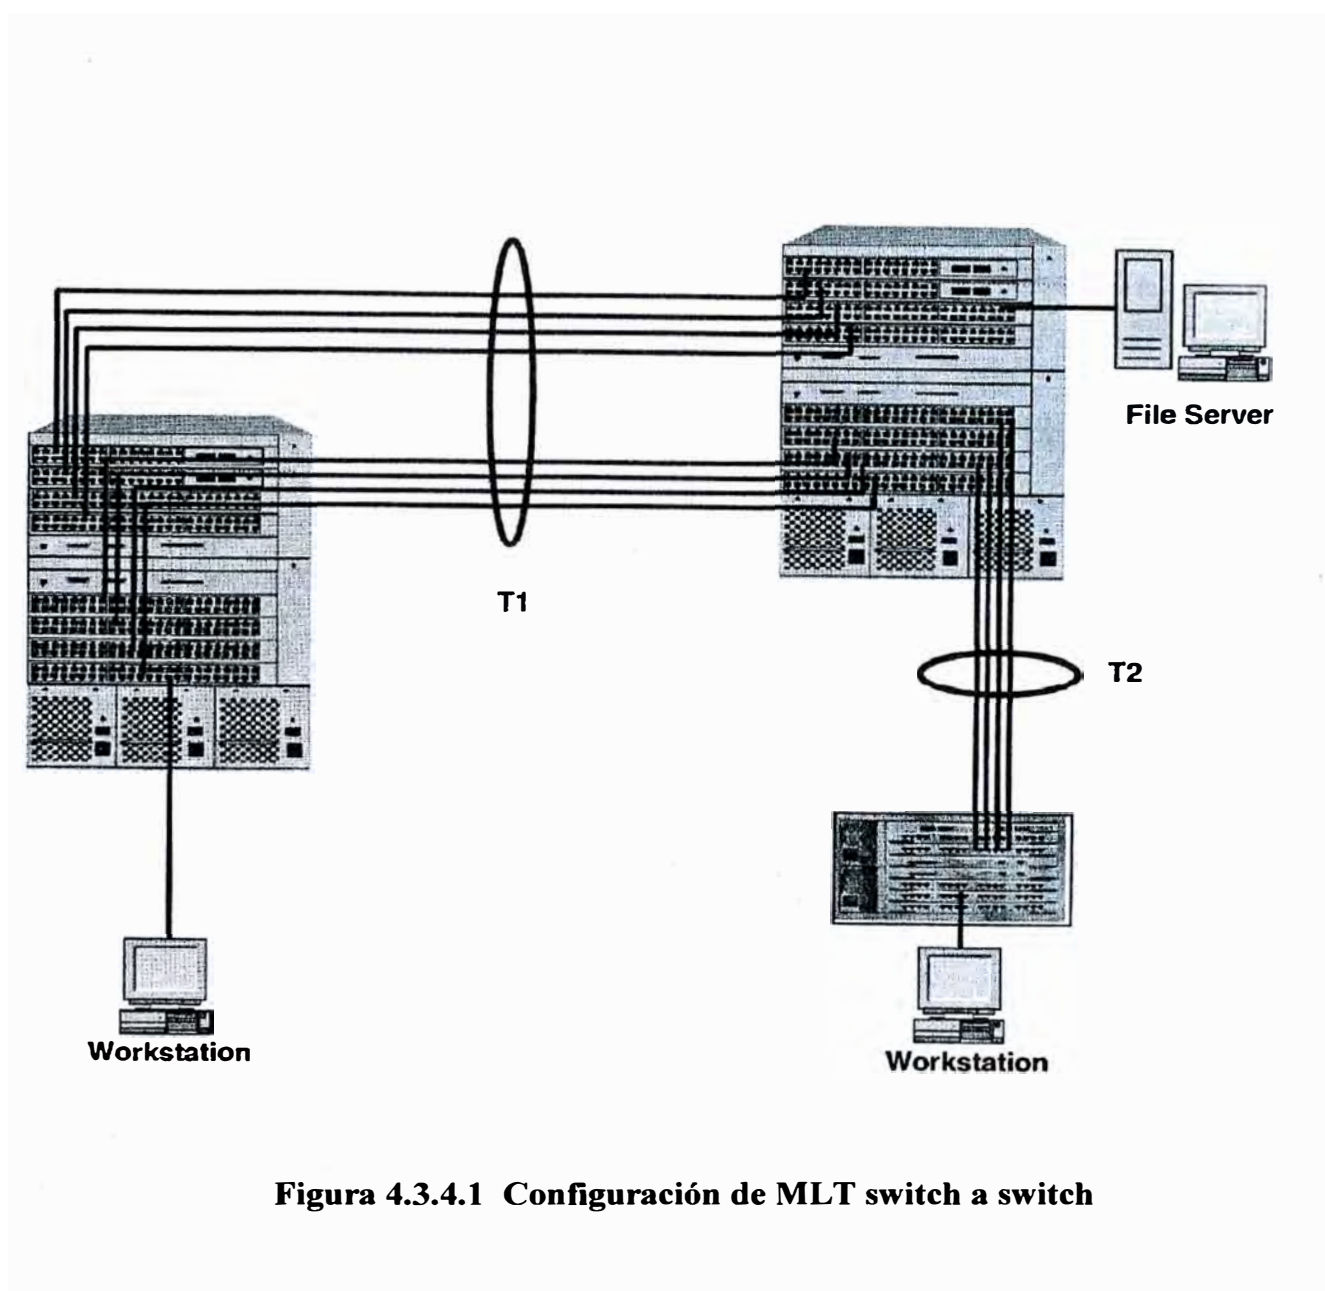 File Server
T1
T2
Workstation
Workstation
Figura 4.3.4.1 Configuración de MLT switch a switch